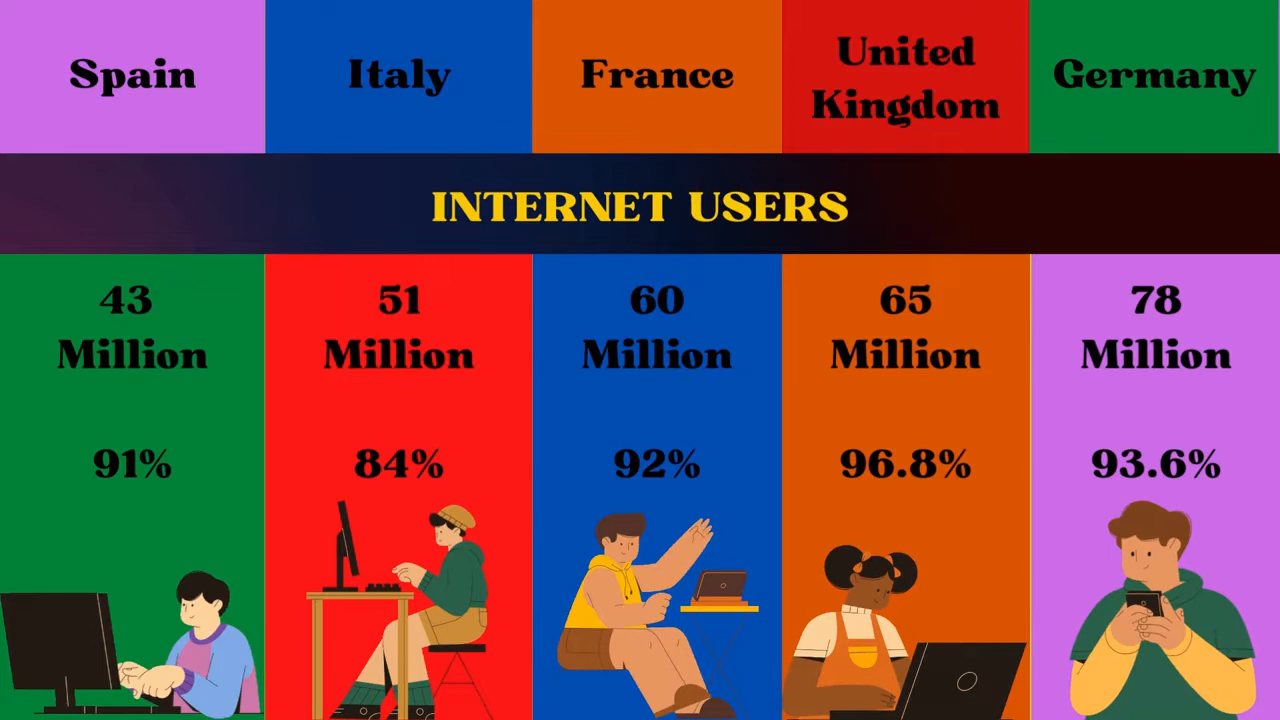 Spain
Italy
France
United
Kingdom
Germany
INTERNET USERS
43
Million
91%
51
Million
84%
60
Million
92%
65
Million
96.8%
78
Million
93.6%